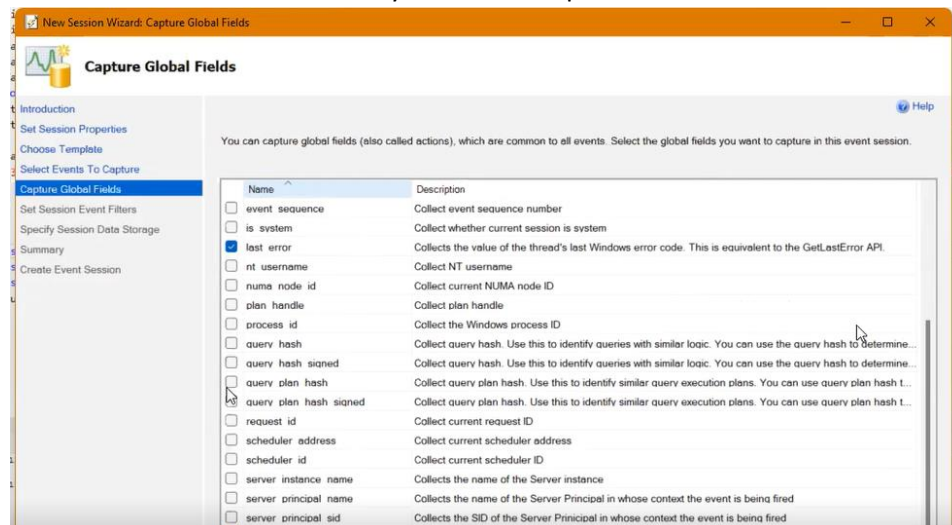 New Session Wizard: Capture Global Fields
Capture Global Fields
Help
Introduction
Set Session Properties
Choose Template
Select Events To Capture
Capture Global Fields
Set Session Event Filters
Specify Session Data Storage
Summary
Create Event Session
You can capture global fields (also called actions), which are common to all events. Select the global fields you want to capture in this event session.
Name Description
event sequence Collect event sequence number
is system Collect whether current session is system
last error Collects the value of the thread's last Windows error code. This is equivalent to the GetLastError API.
nt username Collect NT username
numa node id Collect current NUMA node ID
plan handle Collect plan handle
process id Collect the Windows process ID
query hash Collect query hash. Use this to identify queries with similar logic. You can use the query hash to determine...
query hash signed Collect query hash. Use this to identify queries with similar logic. You can use the query hash to determine...
query plan hash Collect query plan hash. Use this to identify similar query execution plans. You can use query plan hash t...
query plan hash signed Collect query plan hash. Use this to identify similar query execution plans. You can use query plan hash t...
request id Collect current request ID
scheduler address Collect current scheduler address
scheduler id Collect current scheduler ID
server instance name Collects the name of the Server instance
server principal name Collects the name of the Server Principal in whose context the event is being fired
server principal sid Collects the SID of the Server Prinicipal in whose context the event is being fired